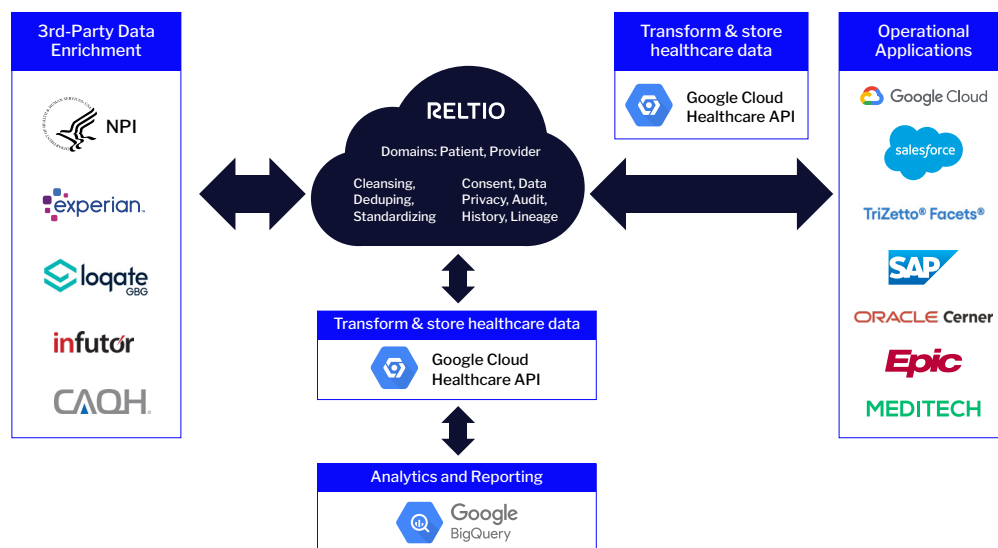 3rd-Party Data
Enrichment
NPI
experian.
loqate
GBG
infutor
CAQH
RELTIO
Domains: Patient, Provider
Cleansing,
Deduping,
Standardizing
Consent, Data
Privacy, Audit,
History, Lineage
Transform & store healthcare data
Google Cloud
Healthcare API
Analytics and Reporting
Google
BigQuery
Transform & store
healthcare data
Google Cloud
Healthcare API
Operational
Applications
Google Cloud
salesforce
TriZetto® Facets®
SAP
ORACLE Cerner
Epic
MEDITECH